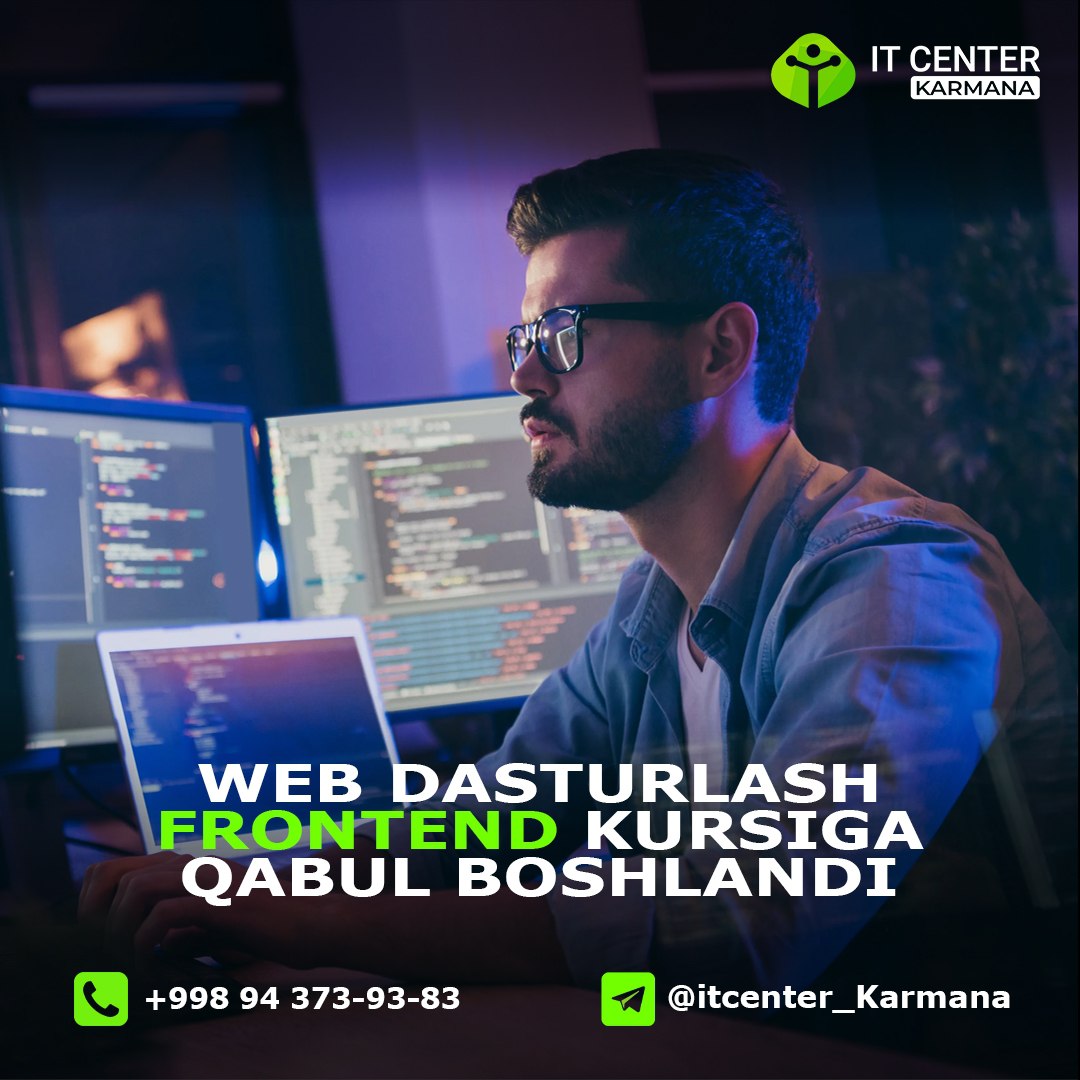 IT CENTER
KARMANA
WEB DASTURLASH
FRONTEND KURSIGA
QABUL BOSHLANDI
+998 94 373-93-83
@itcenter_Karmana